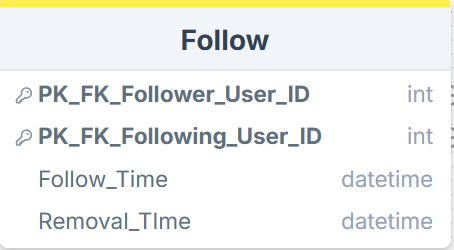 Follow
PK_FK_Follower_User_ID int
PK_FK_Following_User_ID int
Follow_Time datetime
Removal_TIme datetime